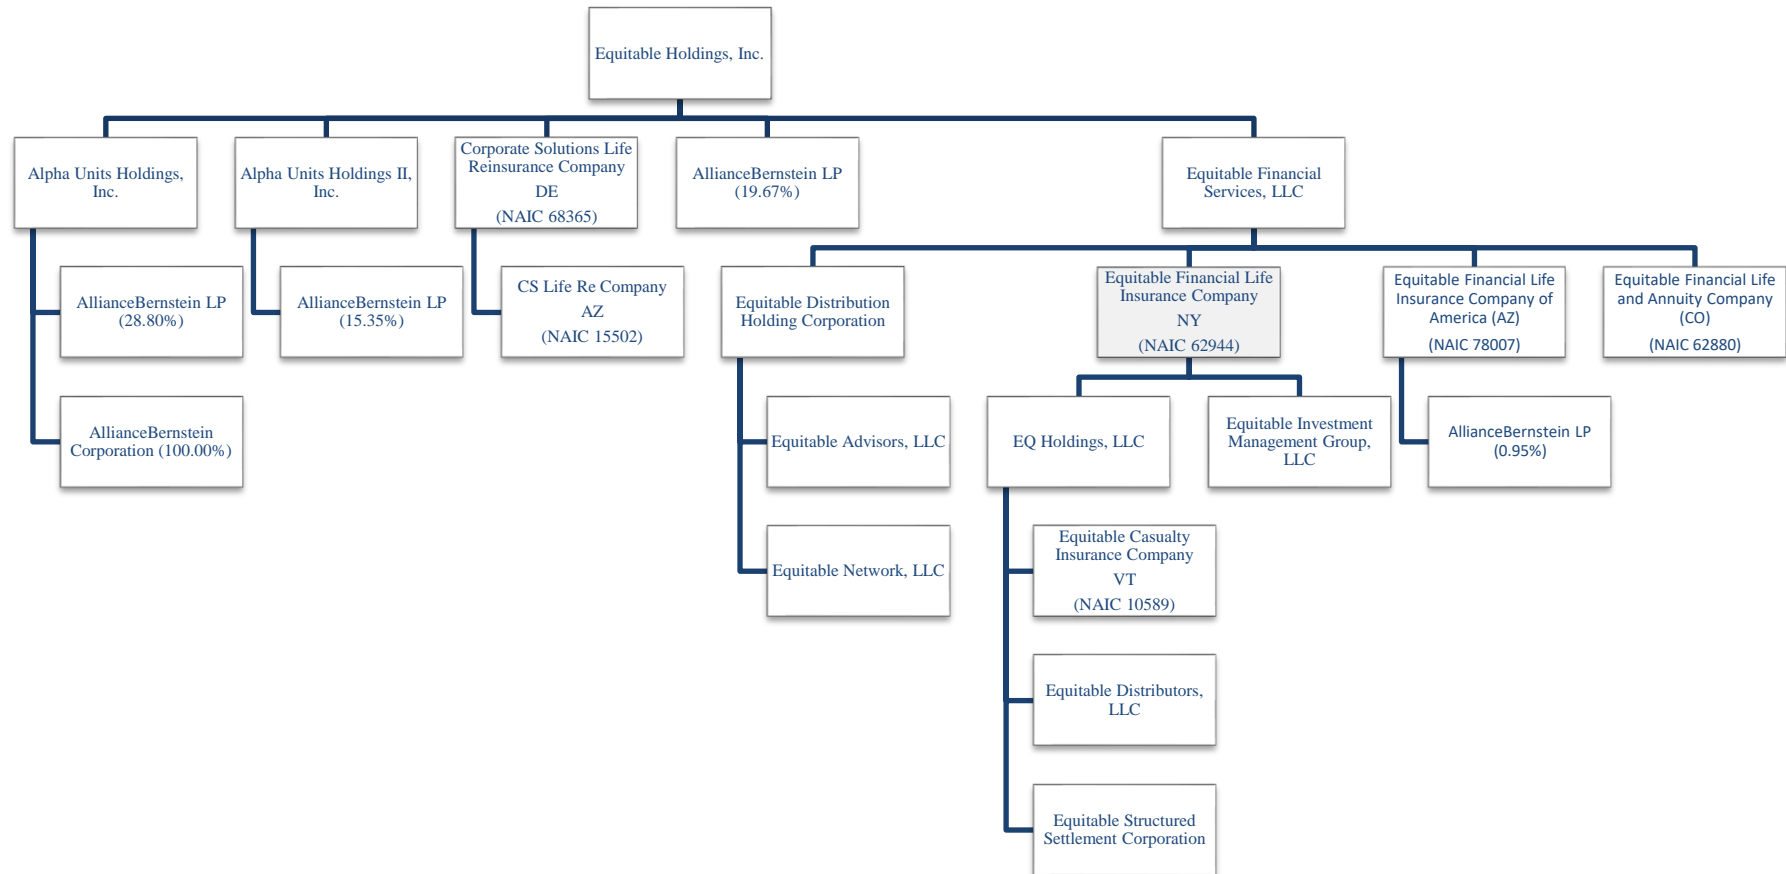 Equitable Holdings, Inc.
Alpha Units Holdings,
Inc.
Alpha Units Holdings II,
Inc.
Corporate Solutions Life
Reinsurance Company
DE
(NAIC 68365)
AllianceBernstein LP
(19.67%)
Equitable Financial
Services, LLC
AllianceBernstein LP
(28.80%)
AllianceBernstein LP
(15.35%)
CS Life Re Company
AZ
(NAIC 15502)
Equitable Distribution
Holding Corporation
Equitable Financial Life
Insurance Company
NY
(NAIC 62944)
Equitable Financial Life
Insurance Company of
America (AZ)
(NAIC 78007)
Equitable Financial Life
and Annuity Company
(CO)
(NAIC 62880)
AllianceBernstein
Corporation (100.00%)
Equitable Advisors, LLC
EQ Holdings, LLC
Equitable Investment
Management Group,
LLC
AllianceBernstein LP
(0.95%)
Equitable Network, LLC
Equitable Casualty
Insurance Company
VT
(NAIC 10589)
Equitable Distributors,
LLC
Equitable Structured
Settlement Corporation